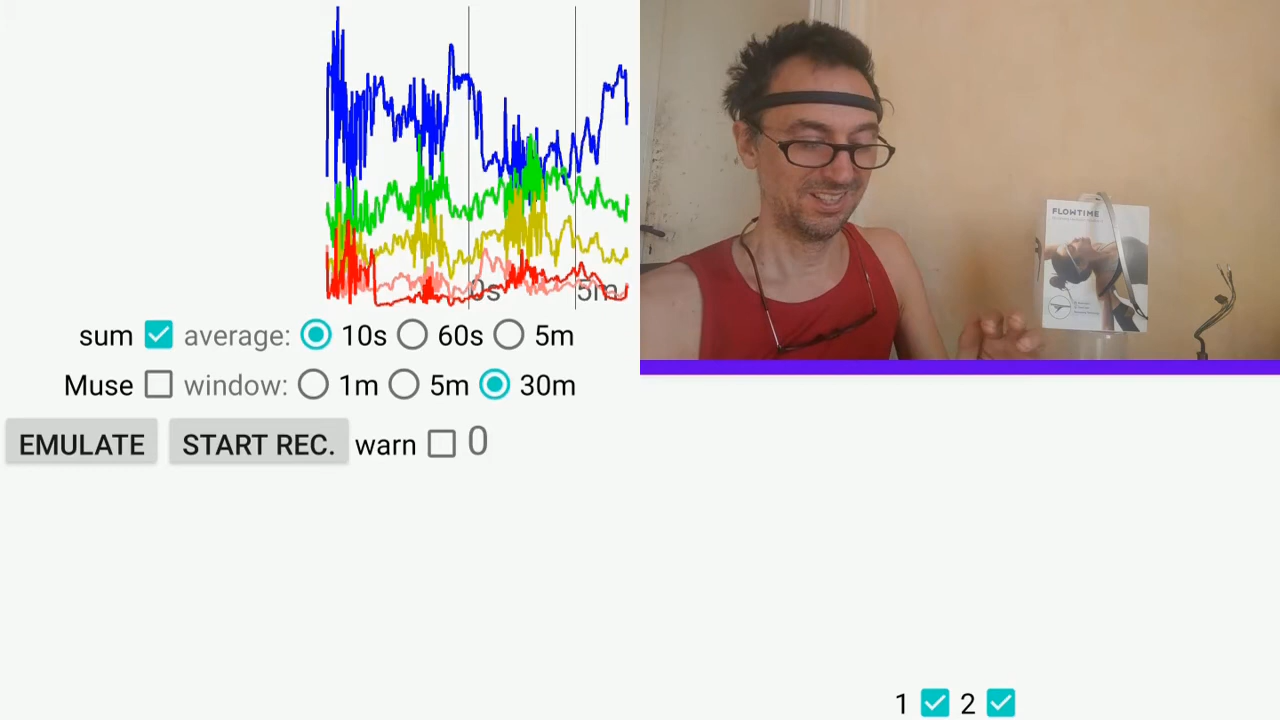 0s 5m
sum average: 10s 60s 5m
Muse window: 1m 5m 30m
EMULATE START REC. warn 0
FLOWTIME
1 2